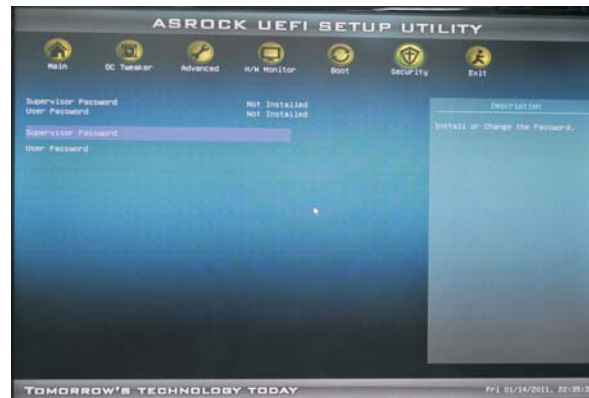 ASROCK UEFI SETUP UTILITY
Main OC Tweaker Advanced H/W Monitor Boot Security Exit
Supervisor Password Not Installed
User Password Not Installed
Supervisor Password
User Password
Description
Install or Change the Password.
TOMORROW'S TECHNOLOGY TODAY
Fri 01/14/2011,